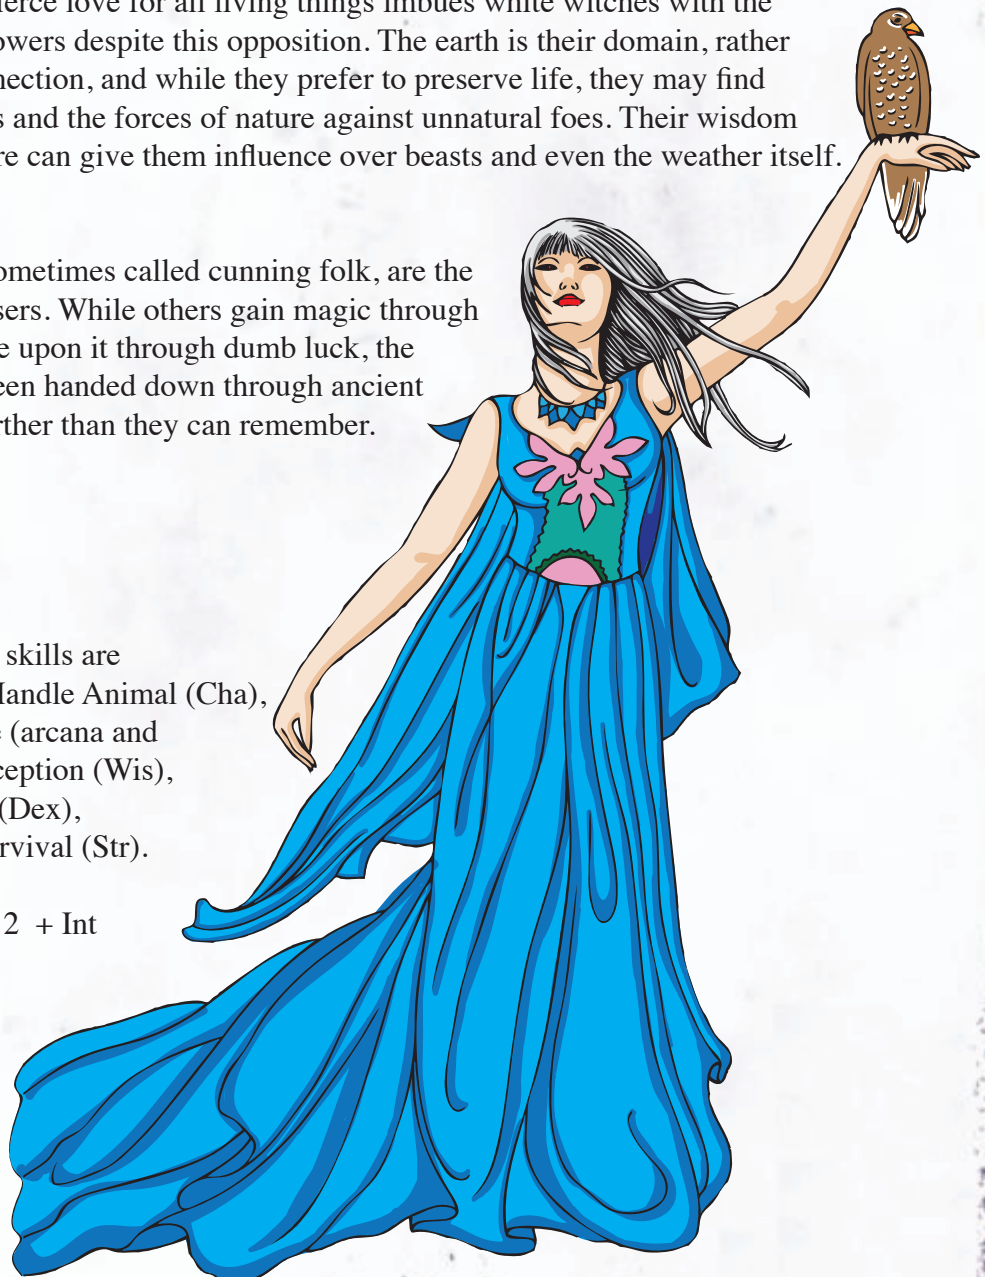 fierce love for all living things imbues white witches with the
owers despite this opposition. The earth is their domain, rather
nection, and while they prefer to preserve life, they may find
s and the forces of nature against unnatural foes. Their wisdom
re can give them influence over beasts and even the weather itself.
ometimes called cunning folk, are the
sers. While others gain magic through
e upon it through dumb luck, the
een handed down through ancient
rther than they can remember.
skills are
Handle Animal (Cha),
e (arcana and
ception (Wis),
(Dex),
rvival (Str).
2 + Int